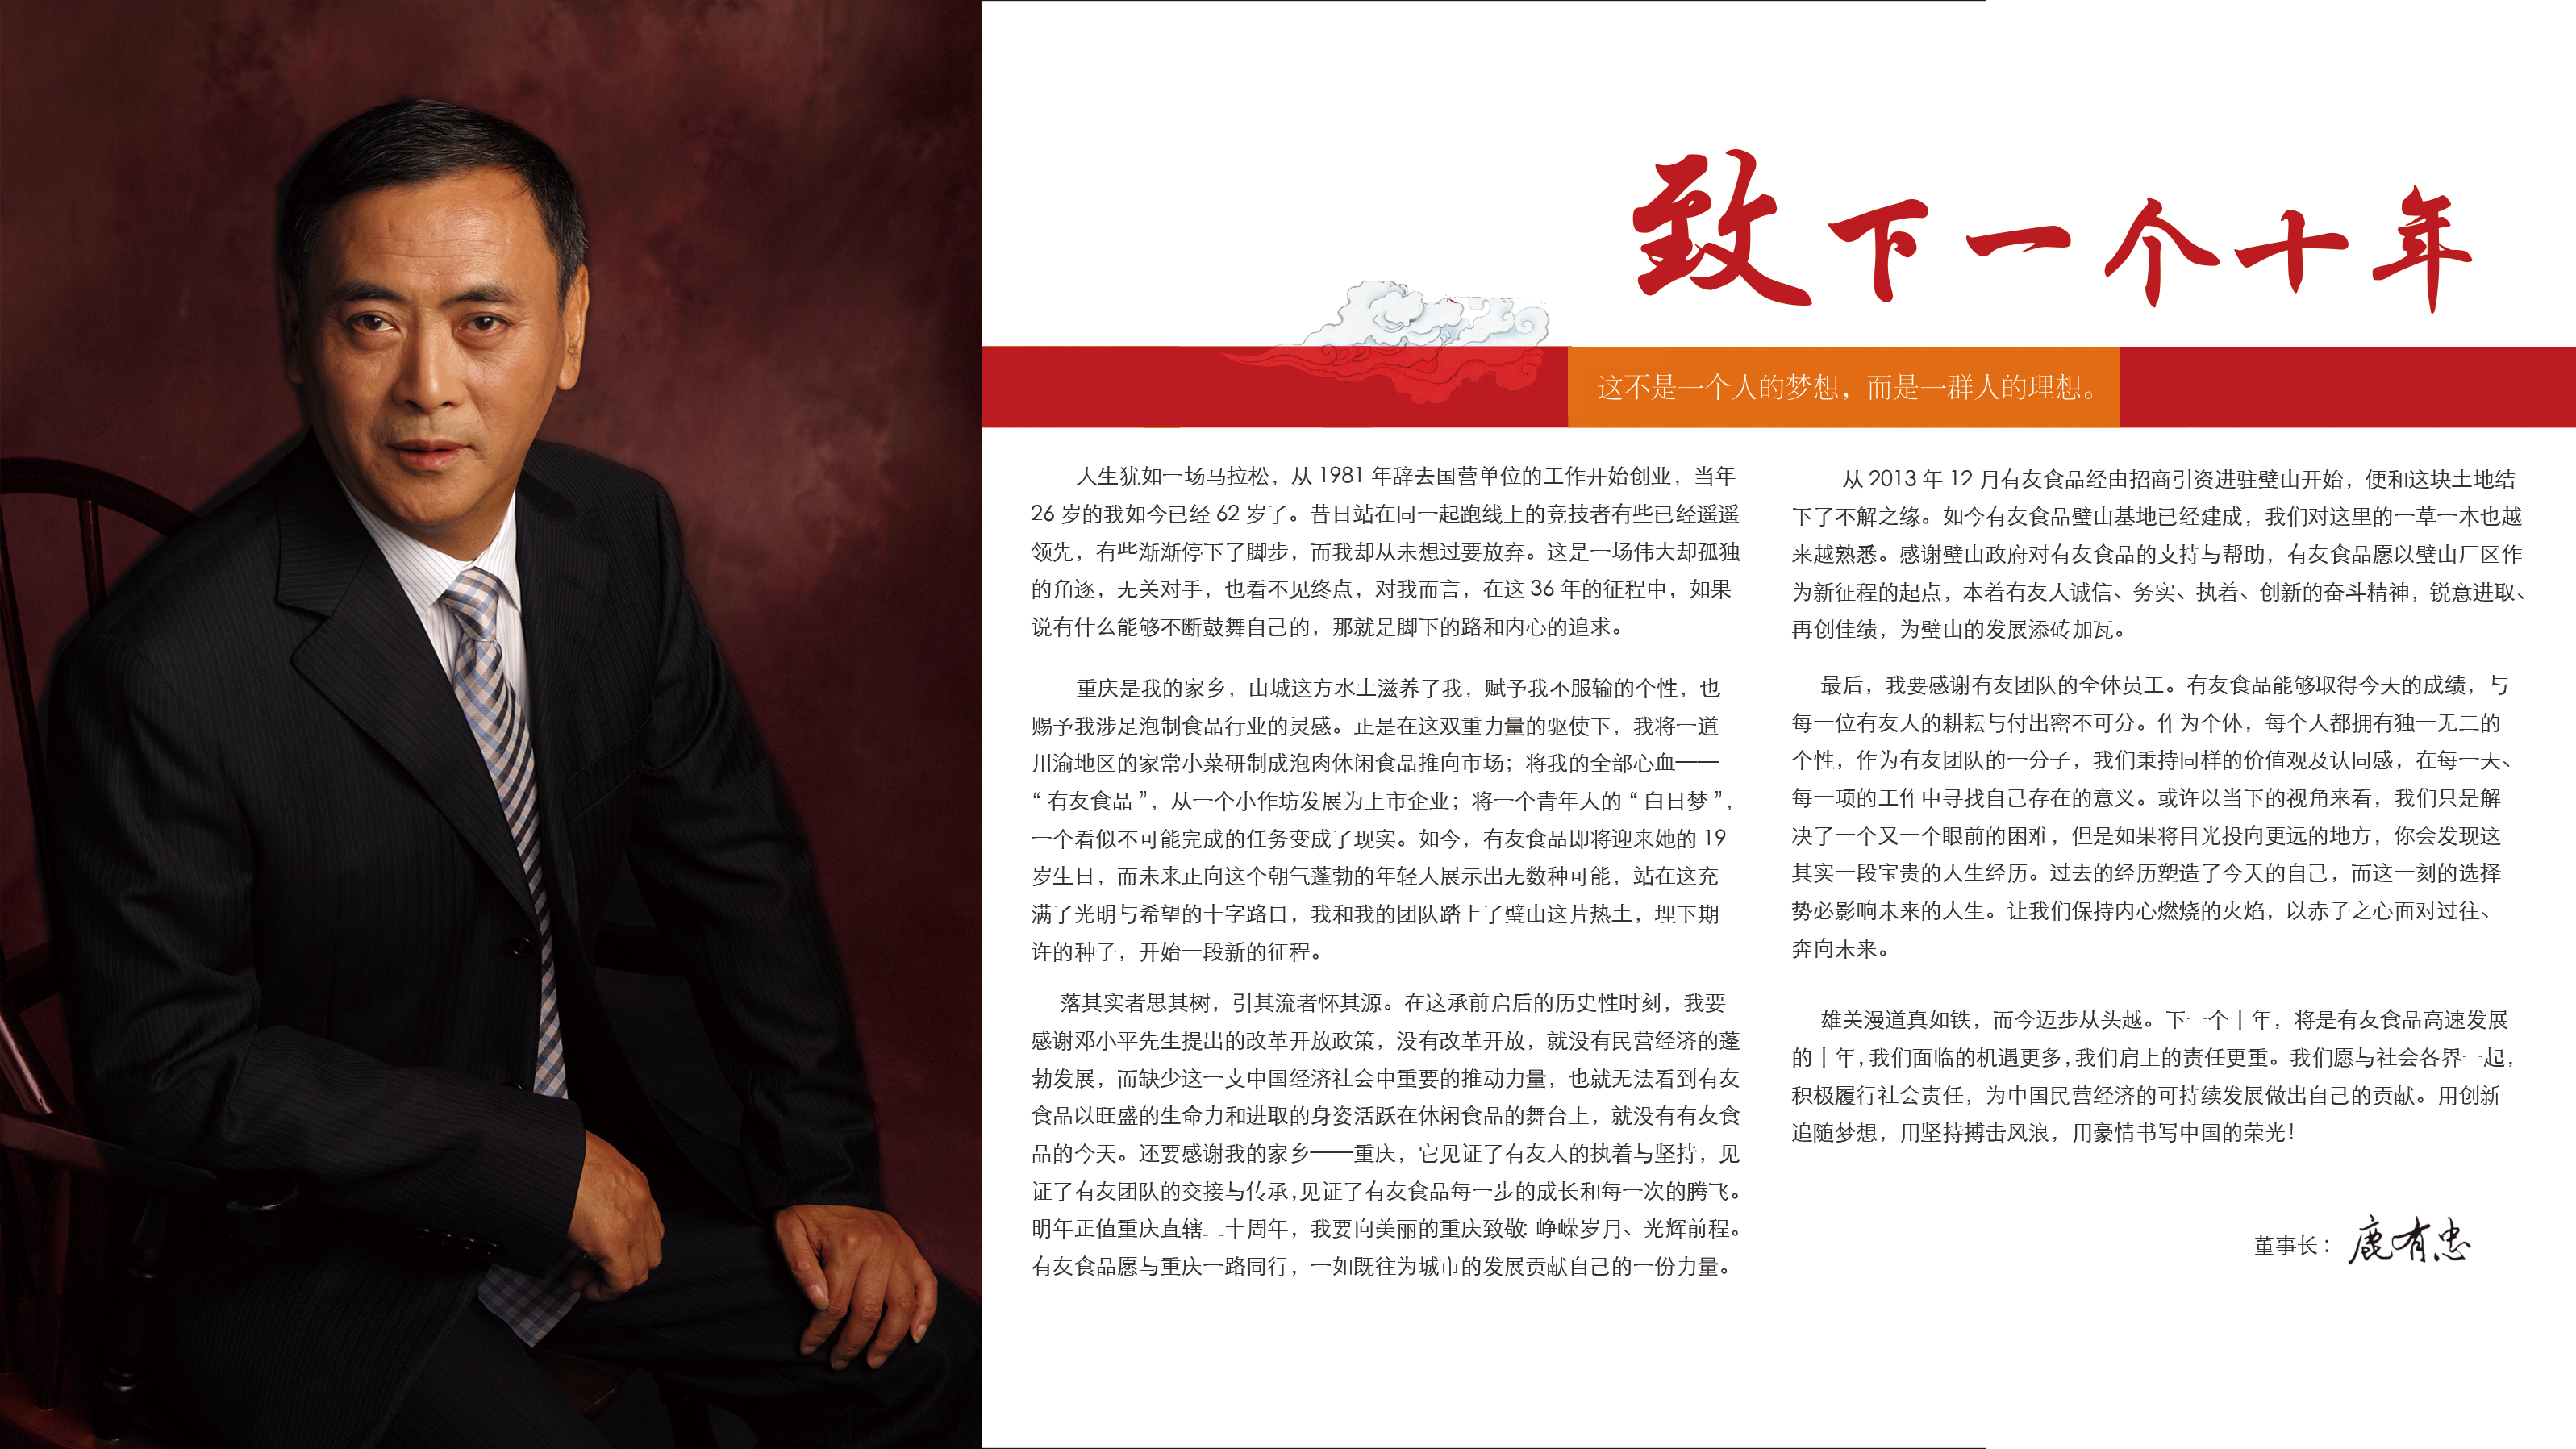 致下一个十年
这不是一个人的梦想，而是一群人的理想。
人生犹如一场马拉松，从 1981 年辞去国营单位的工作开始创业，当年
26 岁的我如今已经 62 岁了。昔日站在同一起跑线上的竞技者有些已经遥遥
领先，有些渐渐停下了脚步，而我却从未想过要放弃。这是一场伟大却孤独
的角逐，无关对手，也看不见终点，对我而言，在这 36 年的征程中，如果
说有什么能够不断鼓舞自己的，那就是脚下的路和内心的追求。
重庆是我的家乡，山城这方水土滋养了我，赋予我不服输的个性，也
赐予我涉足泡制食品行业的灵感。正是在这双重力量的驱使下，我将一道
川渝地区的家常小菜研制成泡肉休闲食品推向市场；将我的全部心血——
“ 有友食品 ”，从一个小作坊发展为上市企业；将一个青年人的 “ 白日梦 ”，
一个看似不可能完成的任务变成了现实。如今，有友食品即将迎来她的 19
岁生日，而未来正向这个朝气蓬勃的年轻人展示出无数种可能，站在这充
满了光明与希望的十字路口，我和我的团队踏上了璧山这片热土，埋下期
许的种子，开始一段新的征程。
落其实者思其树，引其流者怀其源。在这承前启后的历史性时刻，我要
感谢邓小平先生提出的改革开放政策，没有改革开放，就没有民营经济的蓬
勃发展，而缺少这一支中国经济社会中重要的推动力量，也就无法看到有友
食品以旺盛的生命力和进取的身姿活跃在休闲食品的舞台上，就没有有友食
品的今天。还要感谢我的家乡——重庆，它见证了有友人的执着与坚持，见
证了有友团队的交接与传承,见证了有友食品每一步的成长和每一次的腾飞。
明年正值重庆直辖二十周年，我要向美丽的重庆致敬: 峥嵘岁月、光辉前程。
有友食品愿与重庆一路同行，一如既往为城市的发展贡献自己的一份力量。
从 2013 年 12 月有友食品经由招商引资进驻璧山开始，便和这块土地结
下了不解之缘。如今有友食品璧山基地已经建成，我们对这里的一草一木也越
来越熟悉。感谢璧山政府对有友食品的支持与帮助，有友食品愿以璧山厂区作
为新征程的起点，本着有友人诚信、务实、执着、创新的奋斗精神，锐意进取、
再创佳绩，为璧山的发展添砖加瓦。
最后，我要感谢有友团队的全体员工。有友食品能够取得今天的成绩，与
每一位有友人的耕耘与付出密不可分。作为个体，每个人都拥有独一无二的
个性，作为有友团队的一分子，我们秉持同样的价值观及认同感，在每一天、
每一项的工作中寻找自己存在的意义。或许以当下的视角来看，我们只是解
决了一个又一个眼前的困难，但是如果将目光投向更远的地方，你会发现这
其实一段宝贵的人生经历。过去的经历塑造了今天的自己，而这一刻的选择
势必影响未来的人生。让我们保持内心燃烧的火焰，以赤子之心面对过往、
奔向未来。
雄关漫道真如铁，而今迈步从头越。下一个十年，将是有友食品高速发展
的十年,我们面临的机遇更多,我们肩上的责任更重。我们愿与社会各界一起，
积极履行社会责任，为中国民营经济的可持续发展做出自己的贡献。用创新
追随梦想，用坚持搏击风浪，用豪情书写中国的荣光！
董事长：鹿有忠